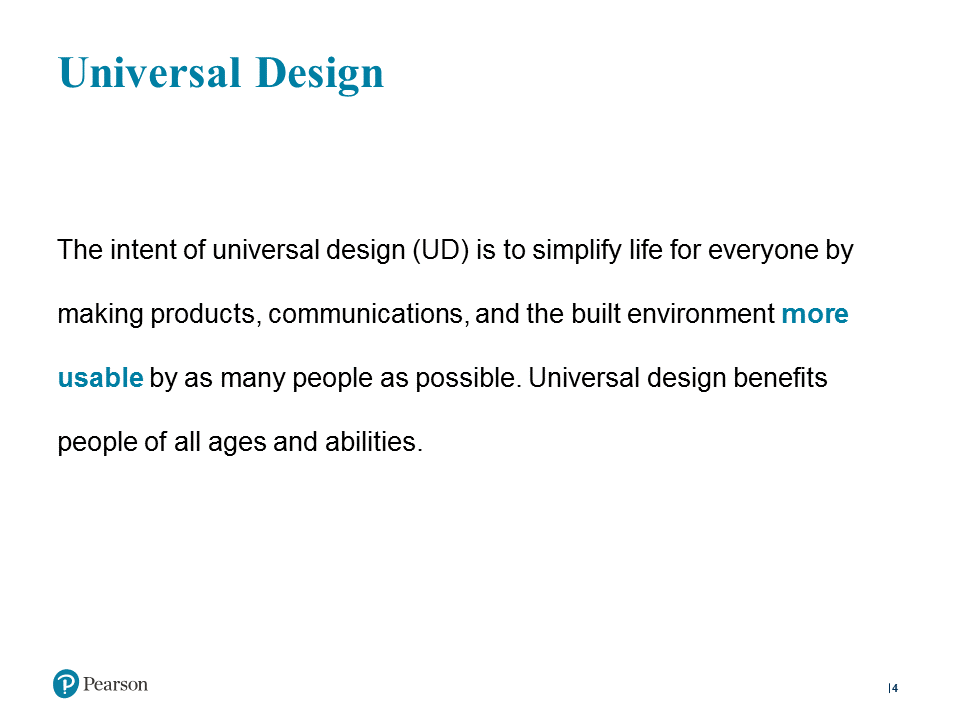 Universal Design
The intent of universal design (UD) is to simplify life for everyone by
making products, communications, and the built environment more
usable by as many people as possible. Universal design benefits
people of all ages and abilities.
Pearson
|4